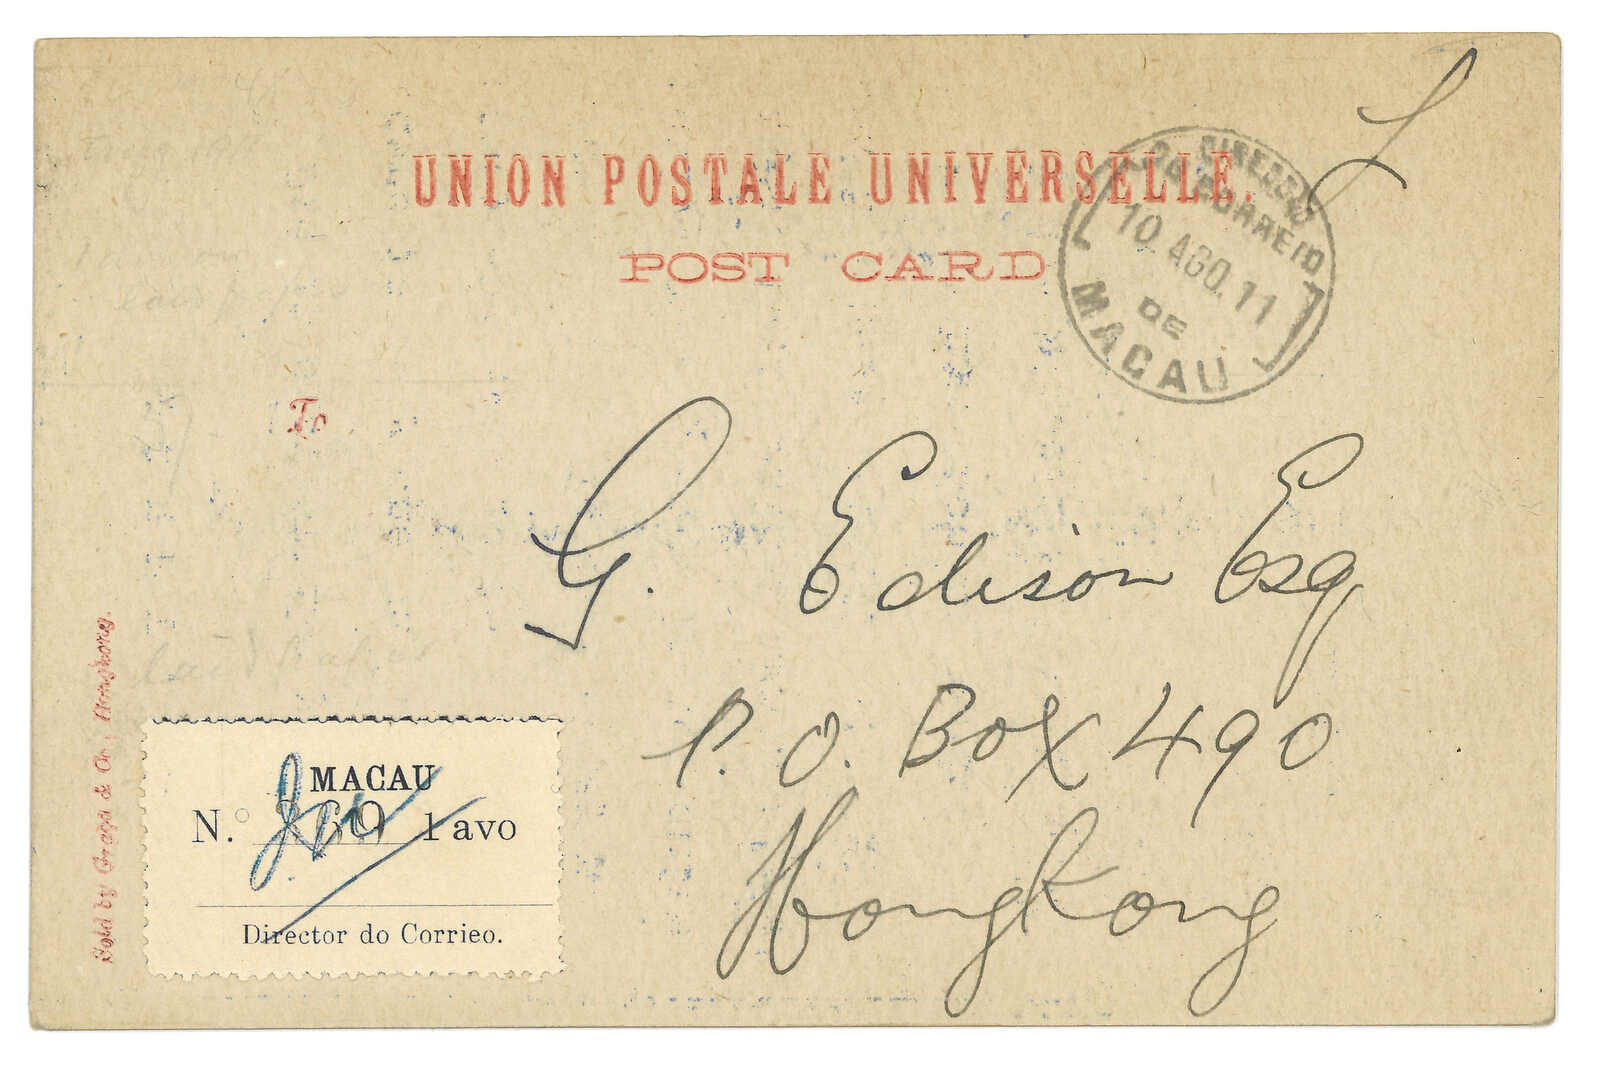 UNION POSTALE UNIVERSELLE.
POST CARD
DIRECÇÃO
DO CORREIO
10.AGO.11
DE
MACAU
To
G. Edison Esq
P. O. Box 490
Hongkong
Sold by Graça & Co, Hongkong.
MACAU
N.º 1 avo
Director do Corrieo.